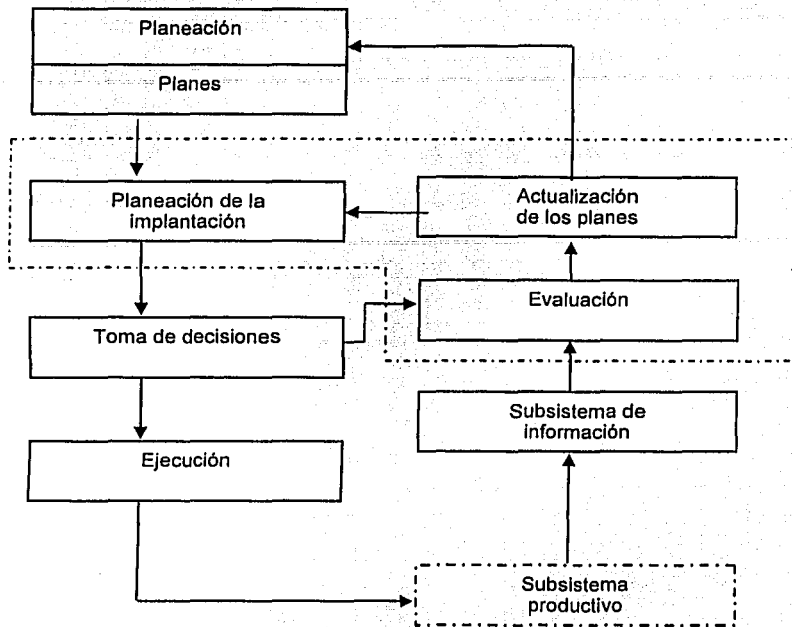 Planeación
Planes
Planeación de la
implantación
Actualización
de los planes
Toma de decisiones
Evaluación
Ejecución
Subsistema de
información
Subsistema
productivo